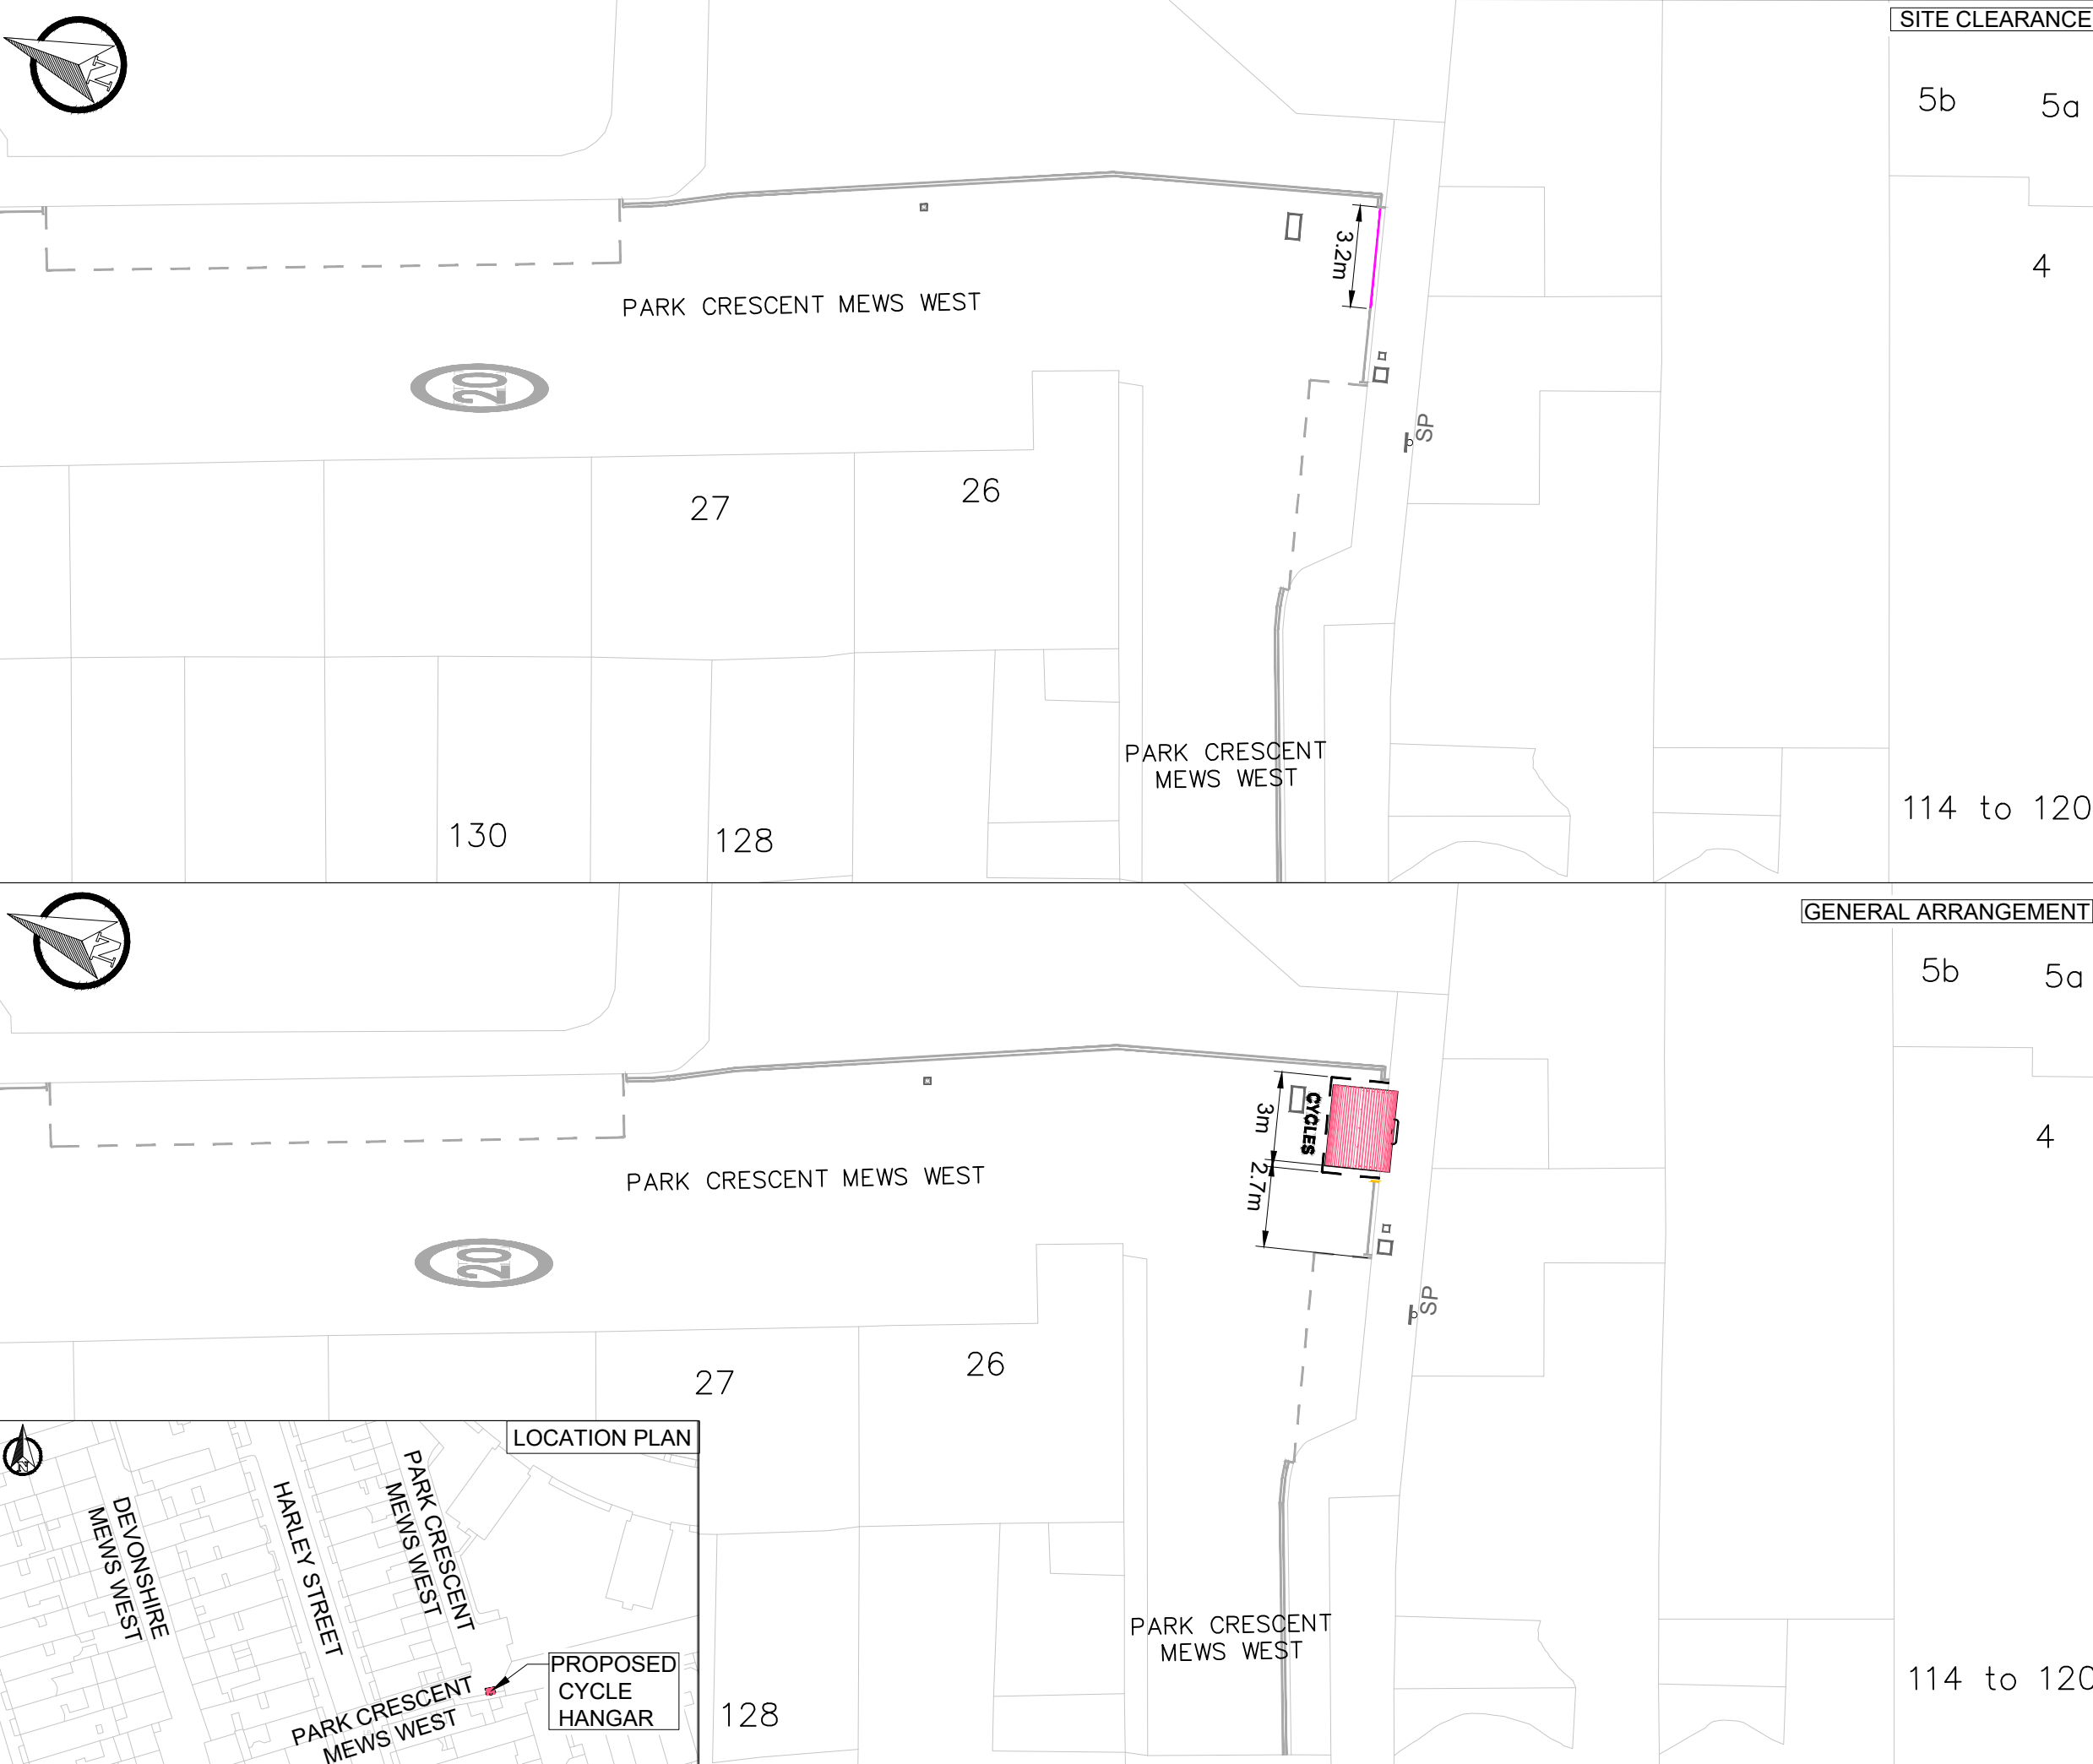 SITE CLEARANCE
N
5b 5a
4
3.2m
PARK CRESCENT MEWS WEST
20
SP
27
26
PARK CRESCENT
MEWS WEST
130
128
114 to 120
GENERAL ARRANGEMENT
N
5b 5a
4
3m
CYCLES
2.7m
PARK CRESCENT MEWS WEST
20
SP
27
26
PARK CRESCENT
MEWS WEST
128
114 to 120
LOCATION PLAN
N
DEVONSHIRE
MEWS WEST
HARLEY STREET
PARK CRESCENT
MEWS WEST
PARK CRESCENT
MEWS WEST
PROPOSED
CYCLE
HANGAR